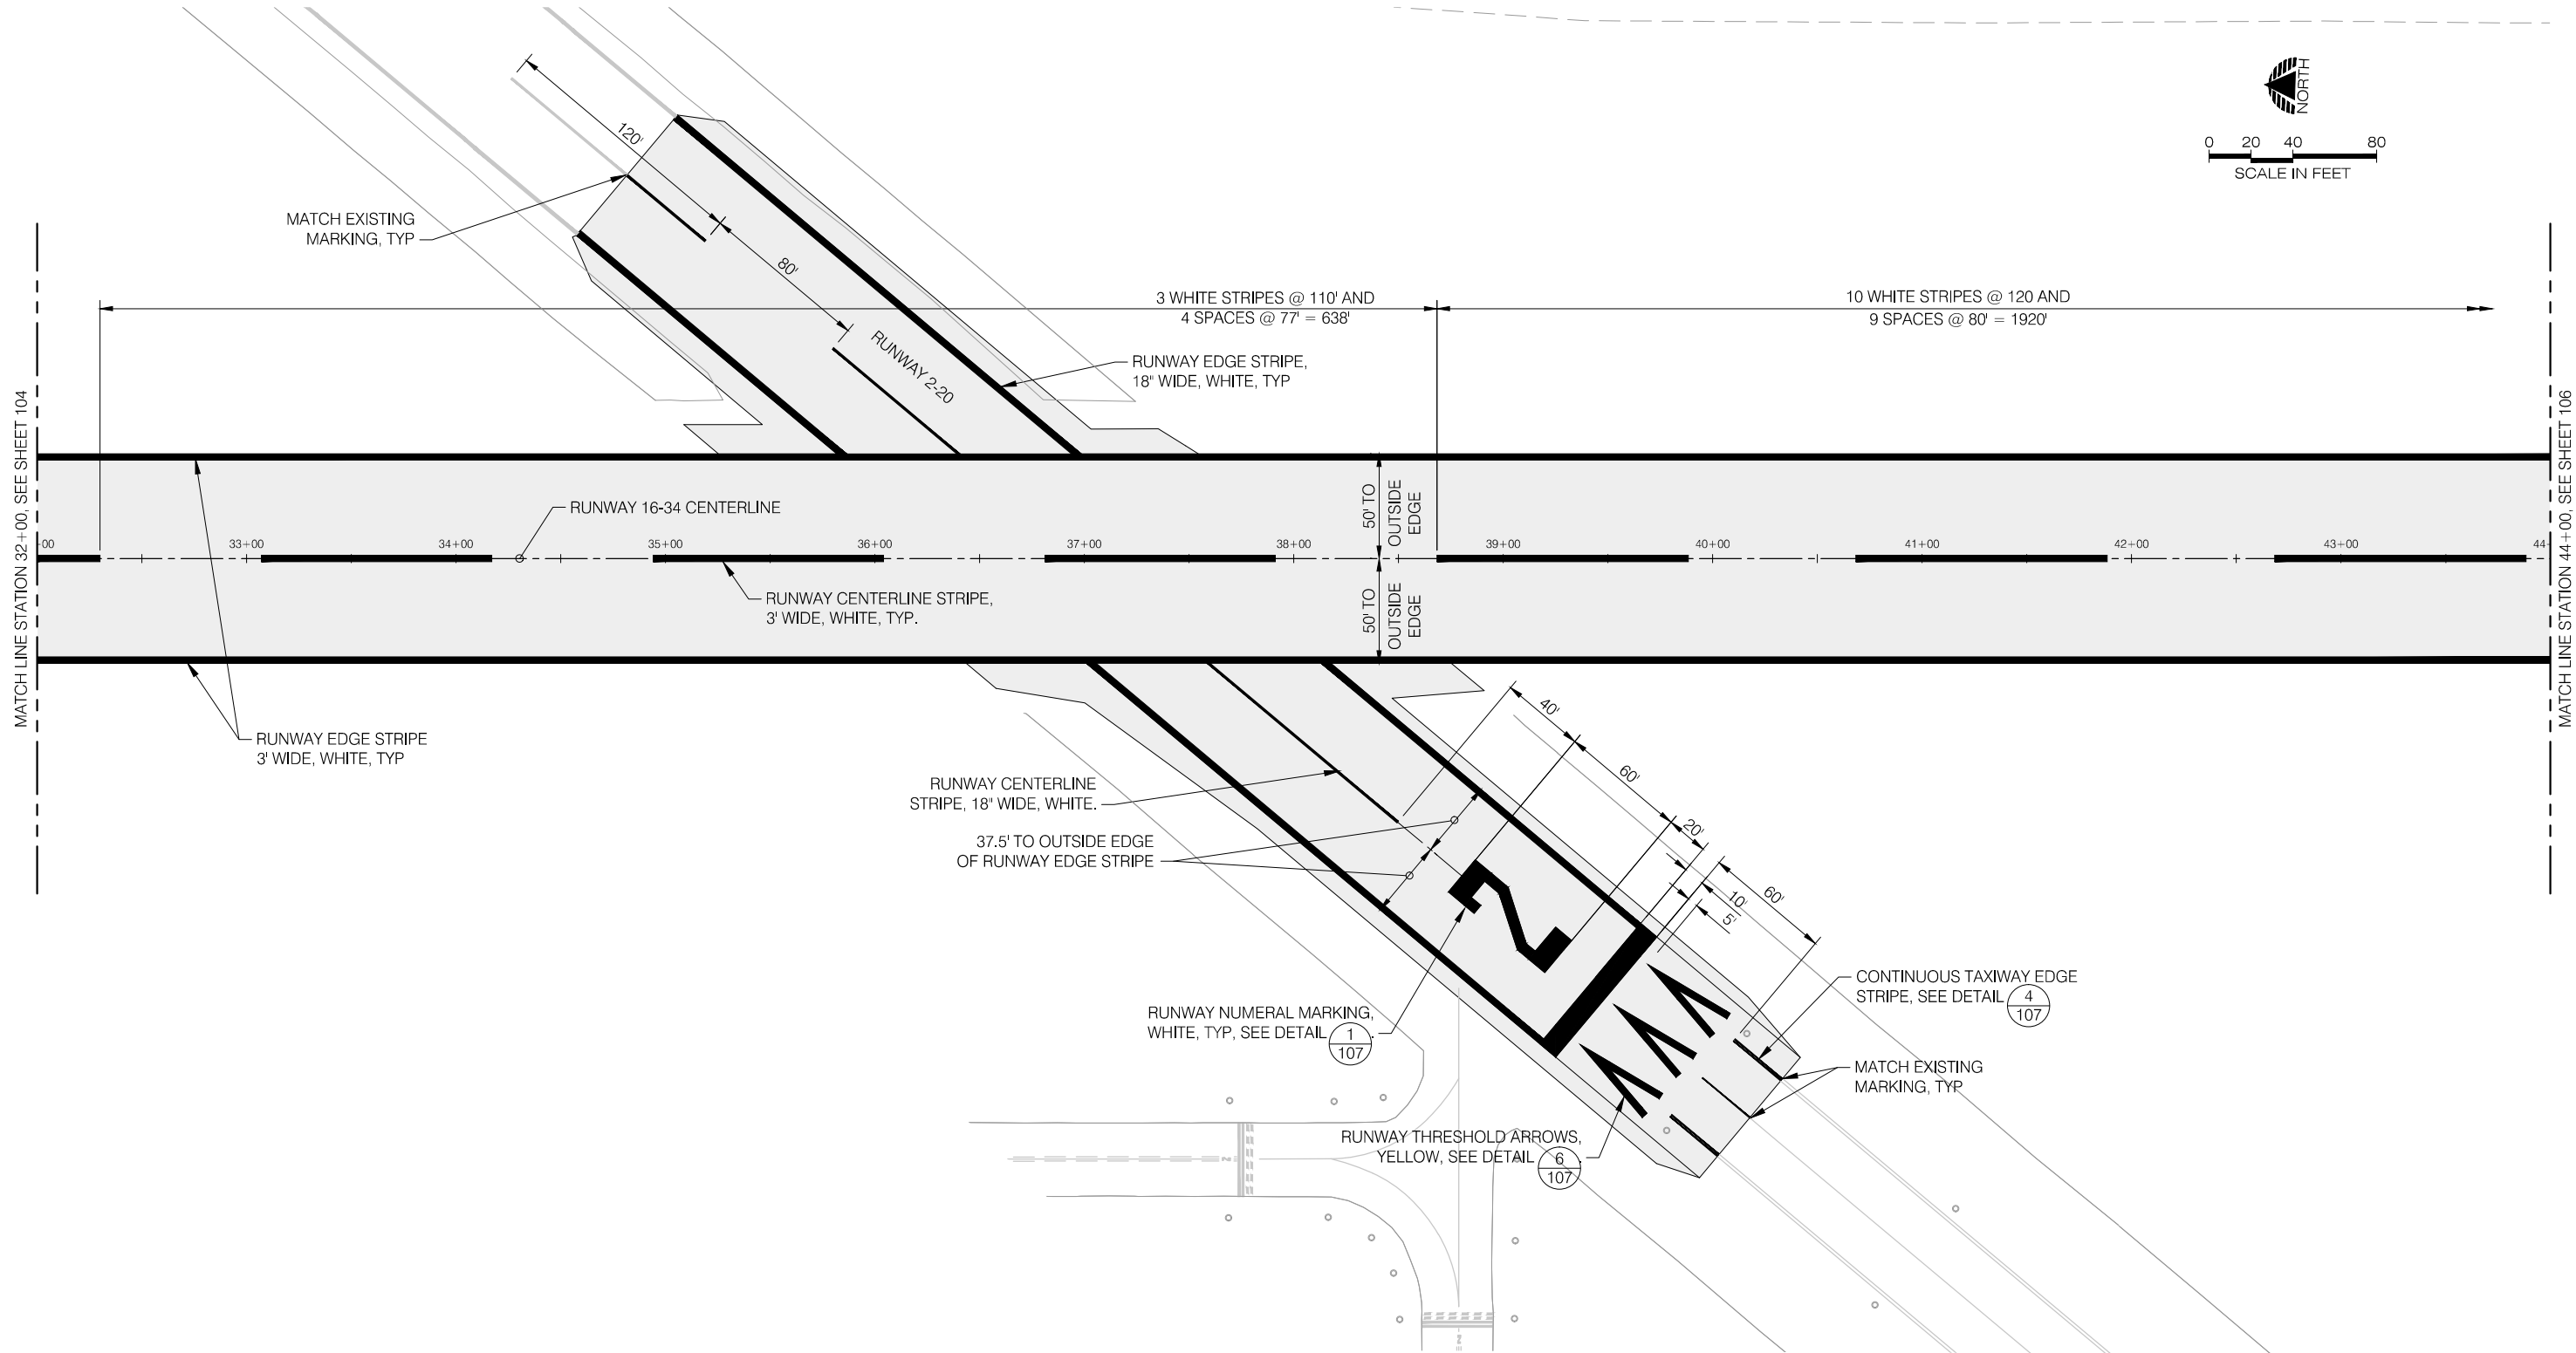 NORTH
0 20 40 80
SCALE IN FEET
120'
MATCH EXISTING
MARKING, TYP
80'
3 WHITE STRIPES @ 110' AND
4 SPACES @ 77' = 638'
10 WHITE STRIPES @ 120 AND
9 SPACES @ 80' = 1920'
RUNWAY 2-20
RUNWAY EDGE STRIPE,
18" WIDE, WHITE, TYP
MATCH LINE STATION 32+00, SEE SHEET 104
MATCH LINE STATION 44+00, SEE SHEET 106
RUNWAY 16-34 CENTERLINE
50' TO
OUTSIDE
EDGE
+00 33+00 34+00 35+00 36+00 37+00 38+00 39+00 40+00 41+00 42+00 43+00 44+
50' TO
OUTSIDE
EDGE
RUNWAY CENTERLINE STRIPE,
3' WIDE, WHITE, TYP.
RUNWAY EDGE STRIPE
3' WIDE, WHITE, TYP
40'
60'
20'
10'
5'
60'
RUNWAY CENTERLINE
STRIPE, 18" WIDE, WHITE.
37.5' TO OUTSIDE EDGE
OF RUNWAY EDGE STRIPE
2
CONTINUOUS TAXIWAY EDGE
STRIPE, SEE DETAIL 4
107
RUNWAY NUMERAL MARKING,
WHITE, TYP, SEE DETAIL 1 .
107
MATCH EXISTING
MARKING, TYP
RUNWAY THRESHOLD ARROWS,
YELLOW, SEE DETAIL 6 .
107
2
2